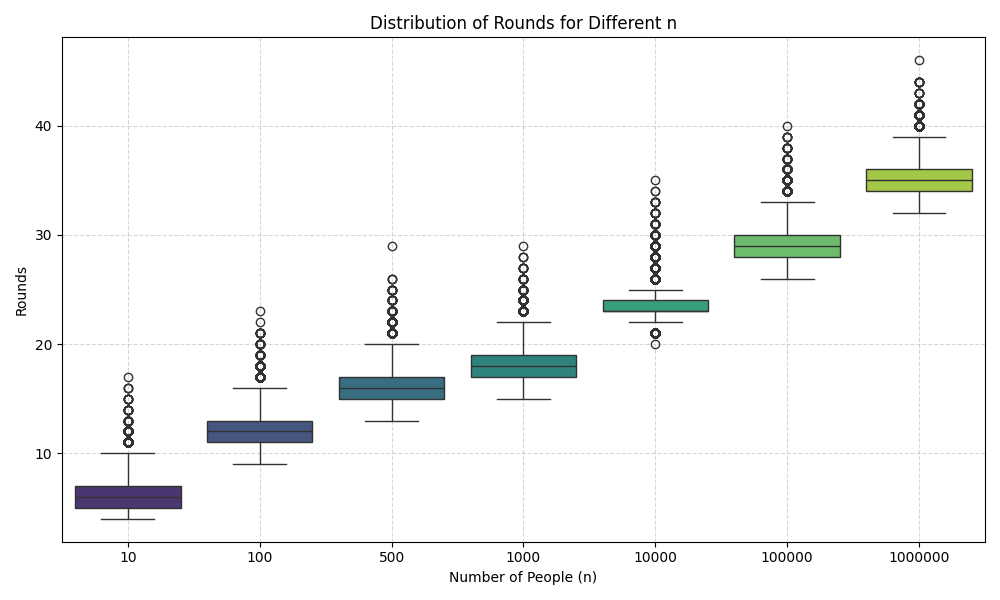 Distribution of Rounds for Different n
Rounds
40
30
20
10
10 100 500 1000 10000 100000 1000000
Number of People (n)